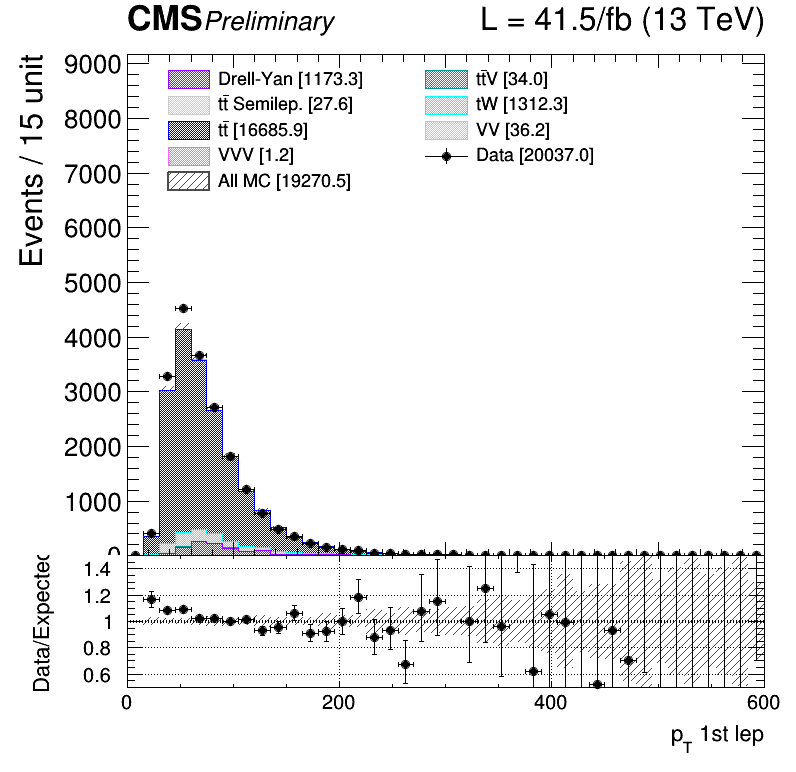 CMS Preliminary L = 41.5/fb (13 TeV)
Events / 15 unit
9000
8000
7000
6000
5000
4000
3000
2000
1000
0
Drell-Yan [1173.3]
tt̄ Semilep. [27.6]
tt̄ [16685.9]
VVV [1.2]
All MC [19270.5]
tt̄V [34.0]
tW [1312.3]
VV [36.2]
Data [20037.0]
Data/Expected
1.4
1.2
1
0.8
0.6
0 200 400 600
p_T 1st lep